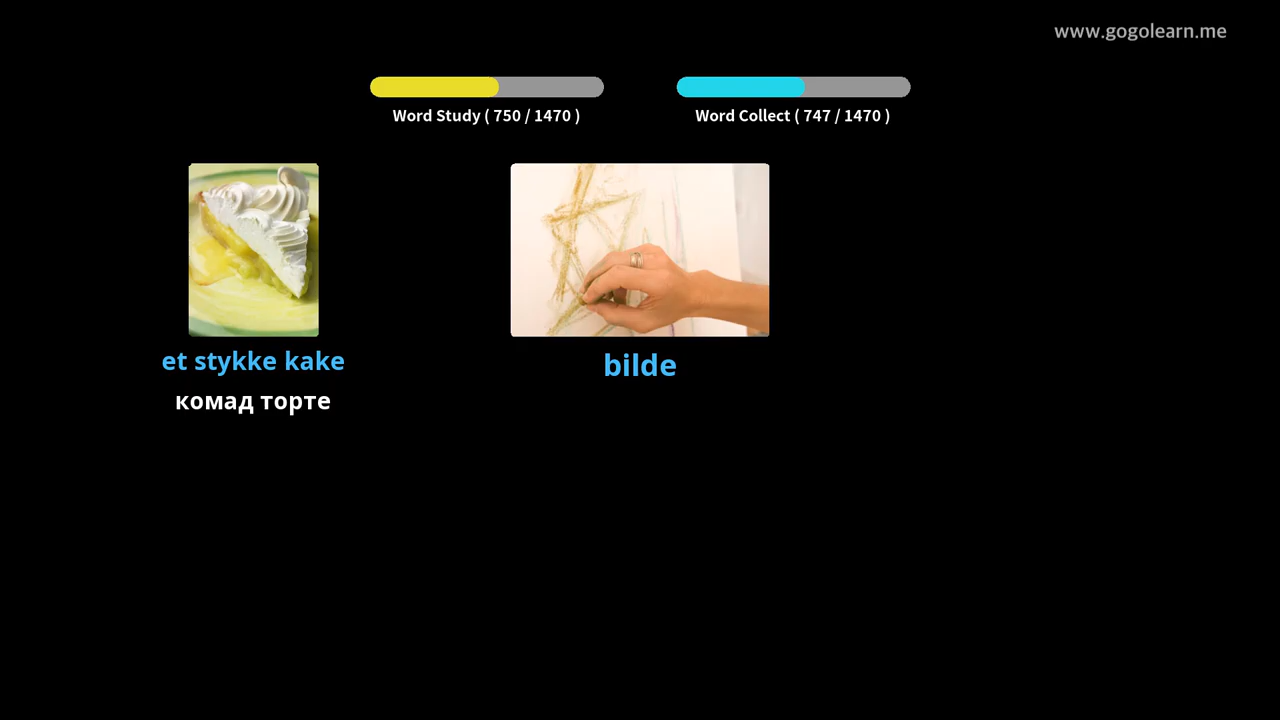 www.gogolearn.me
Word Study ( 750 / 1470 )
Word Collect ( 747 / 1470 )
et stykke kake
комад торте
bilde